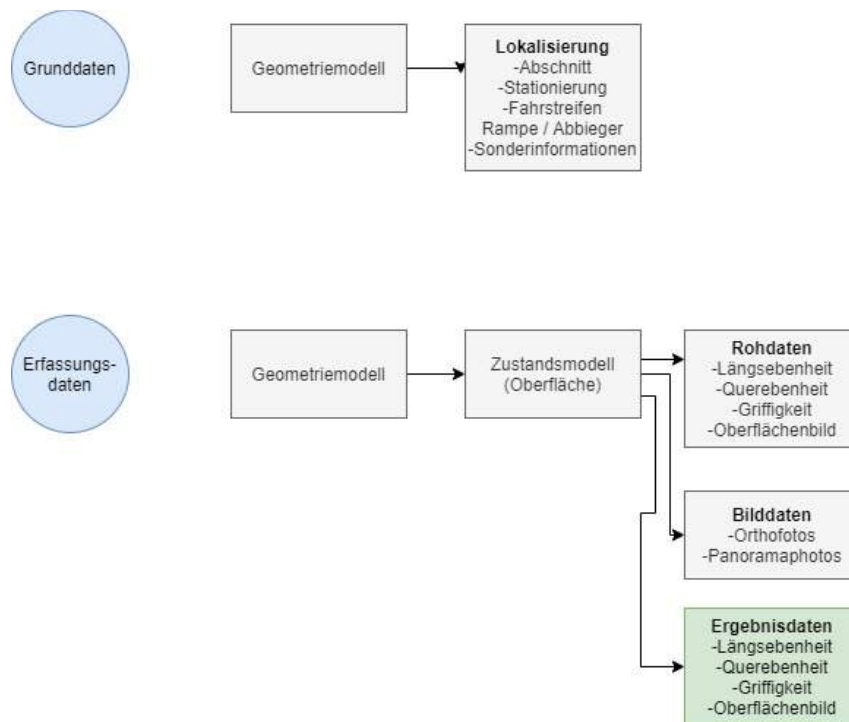 Grunddaten
Geometriemodell
Lokalisierung
-Abschnitt
-Stationierung
-Fahrstreifen
Rampe / Abbieger
-Sonderinformationen
Erfassungs-
daten
Geometriemodell
Zustandsmodell
(Oberfläche)
Rohdaten
-Längsebenheit
-Querebenheit
-Griffigkeit
-Oberflächenbild
Bilddaten
-Orthofotos
-Panoramaphotos
Ergebnisdaten
-Längsebenheit
-Querebenheit
-Griffigkeit
-Oberflächenbild